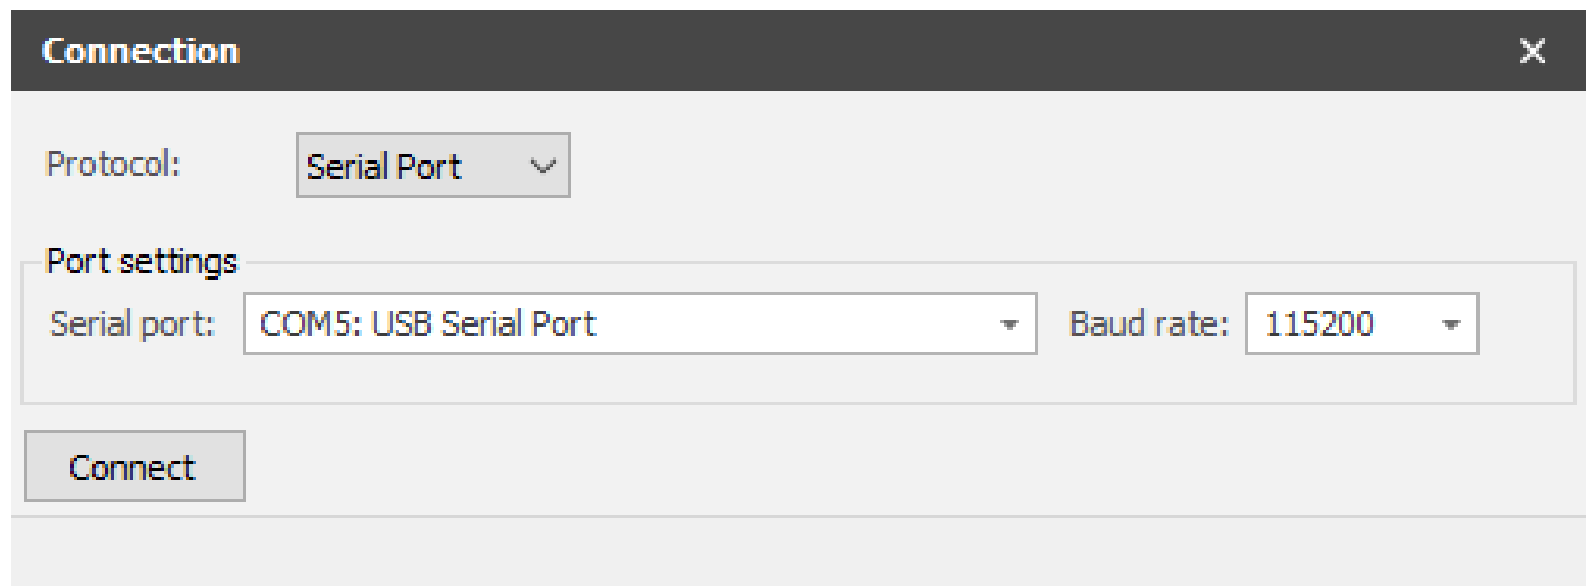 Connection
Protocol: Serial Port
Port settings
Serial port: COM5: USB Serial Port Baud rate: 115200
Connect